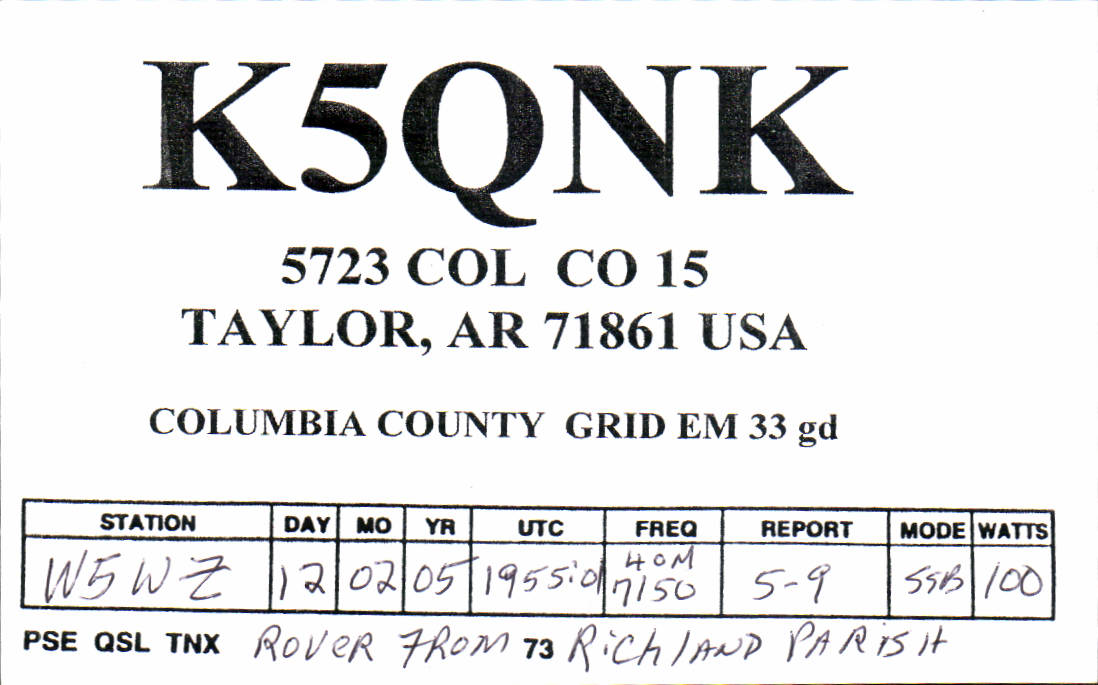 K5QNK
5723 COL CO 15
TAYLOR, AR 71861 USA
COLUMBIA COUNTY GRID EM 33 gd
STATION DAY MO YR UTC FREQ REPORT MODE WATTS
W5WZ 12 02 05 1955:01 40M 7150 5-9 SSB 100
PSE QSL TNX ROVER FROM 73 RICHLAND PARISH